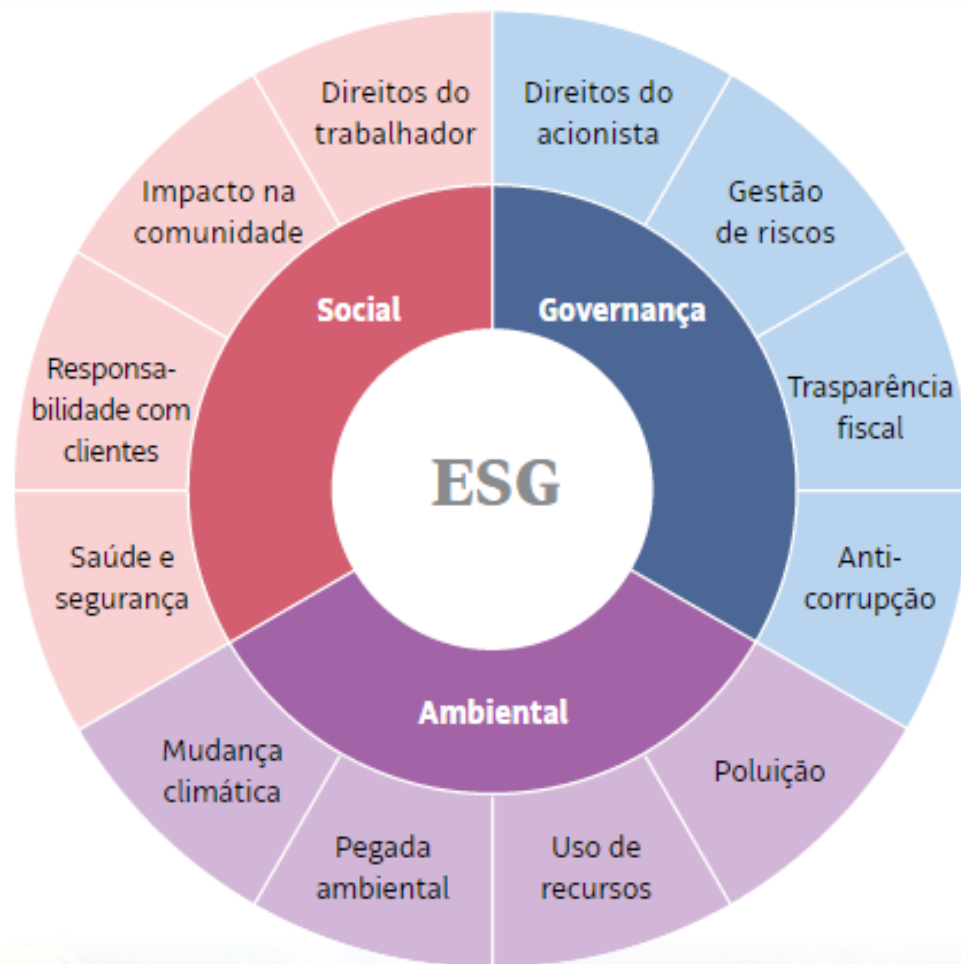 Direitos do
trabalhador
Direitos do
acionista
Impacto na
comunidade
Gestão
de riscos
Social
Governança
Responsa-
bilidade com
clientes
Trasparência
fiscal
ESG
Saúde e
segurança
Anti-
corrupção
Ambiental
Mudança
climática
Poluição
Pegada
ambiental
Uso de
recursos